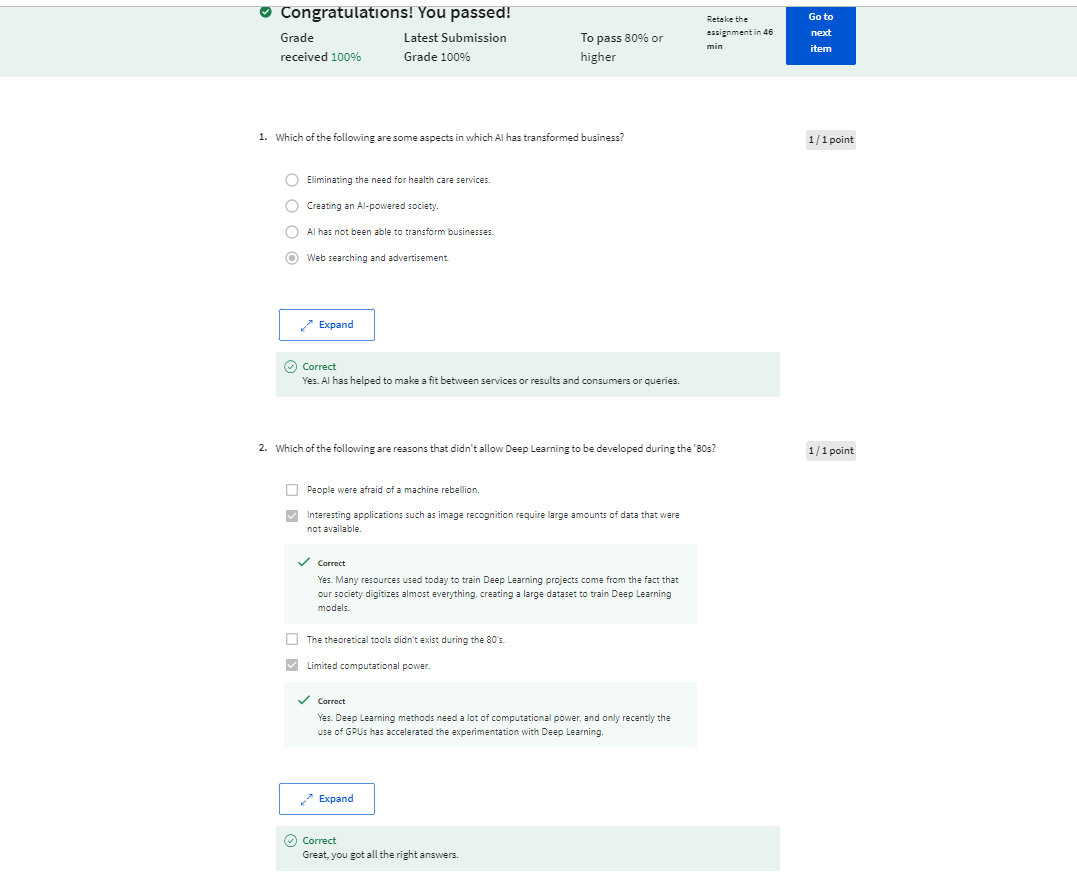 Congratulations! You passed!
Grade
received 100%
Latest Submission
Grade 100%
To pass 80% or
higher
Retake the
assignment in 46
min
Go to
next
item
1. Which of the following are some aspects in which AI has transformed business?
1 / 1 point
Eliminating the need for health care services.
Creating an AI-powered society.
AI has not been able to transform businesses.
Web searching and advertisement.
Expand
Correct
Yes. AI has helped to make a fit between services or results and consumers or queries.
2. Which of the following are reasons that didn't allow Deep Learning to be developed during the '80s?
1 / 1 point
People were afraid of a machine rebellion.
Interesting applications such as image recognition require large amounts of data that were
not available.
Correct
Yes. Many resources used today to train Deep Learning projects come from the fact that
our society digitizes almost everything, creating a large dataset to train Deep Learning
models.
The theoretical tools didn't exist during the 80's.
Limited computational power.
Correct
Yes. Deep Learning methods need a lot of computational power, and only recently the
use of GPUs has accelerated the experimentation with Deep Learning.
Expand
Correct
Great, you got all the right answers.